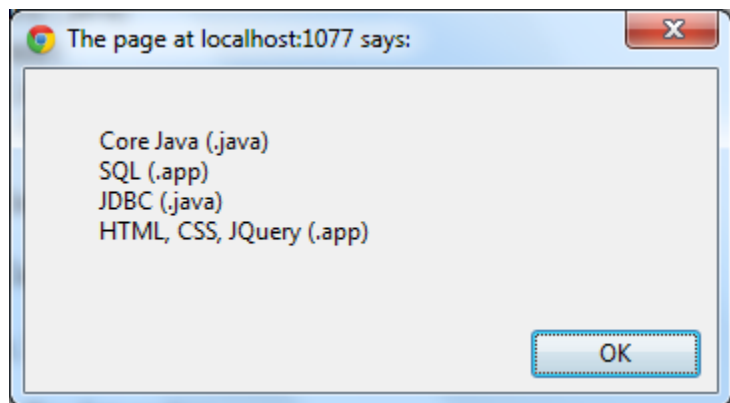 The page at localhost:1077 says:
Core Java (.java)
SQL (.app)
JDBC (.java)
HTML, CSS, JQuery (.app)
OK